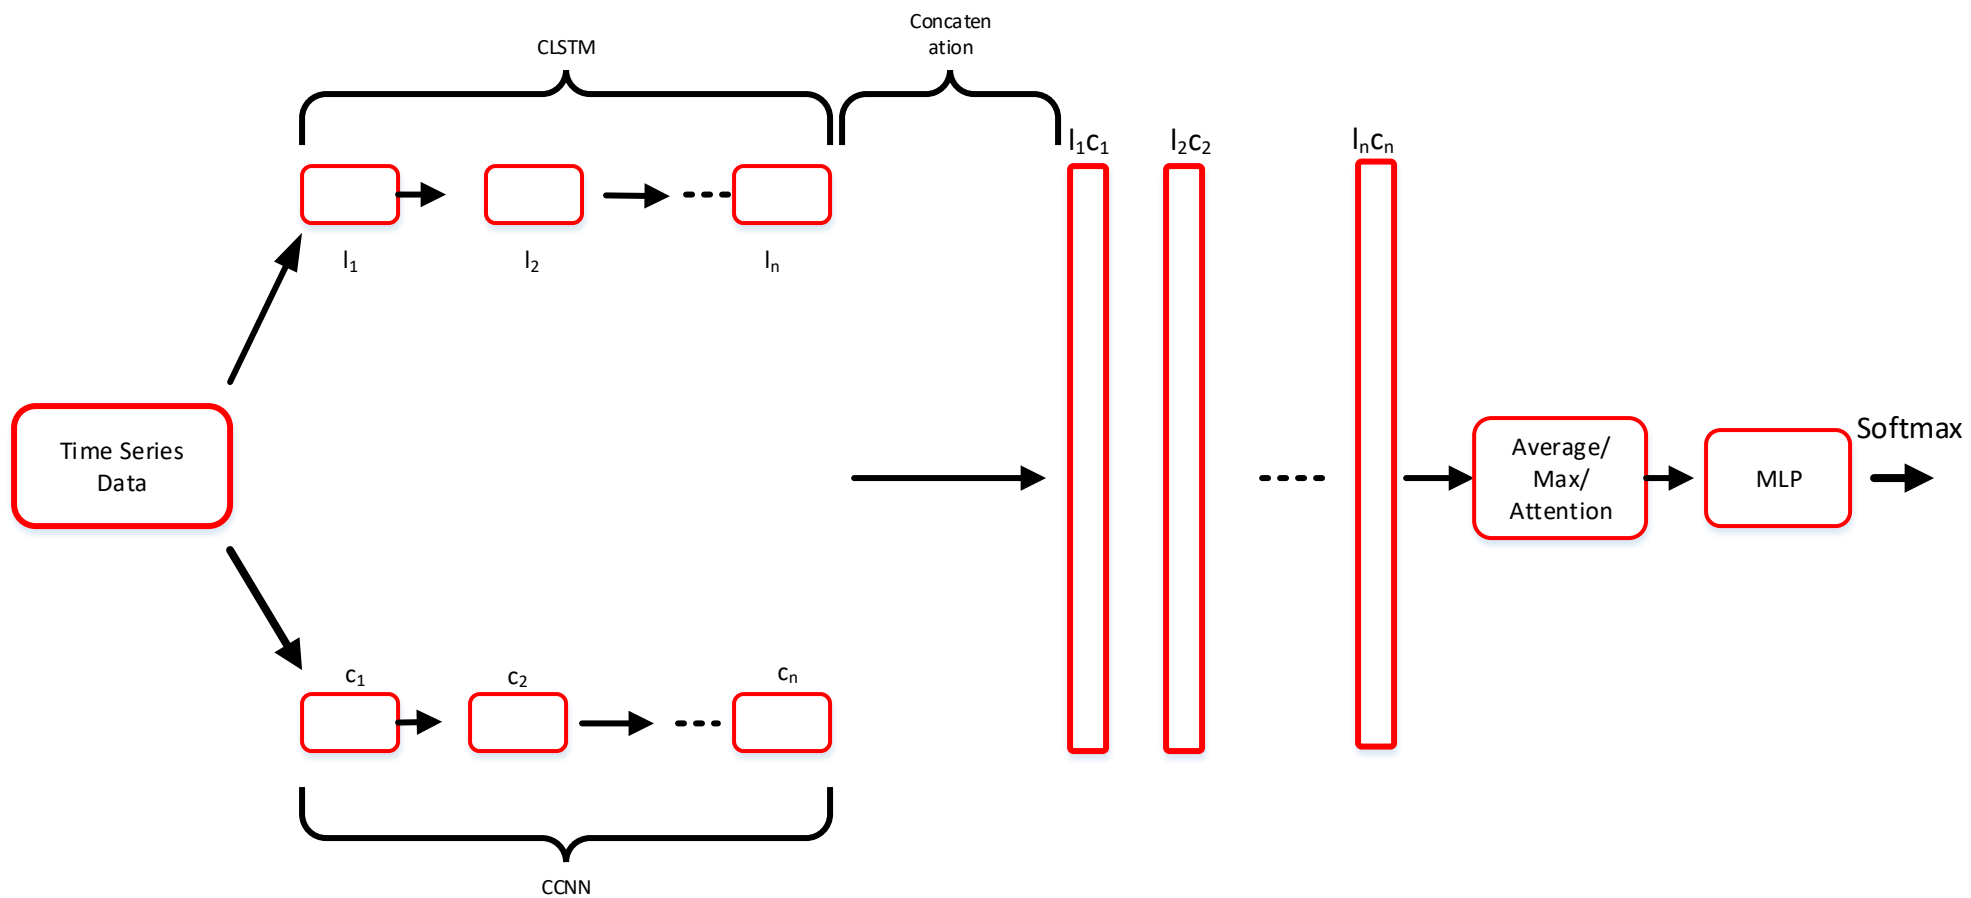 Concaten
ation
CLSTM
l₁c₁
l₂c₂
lₙcₙ
l₁
l₂
lₙ
Time Series
Data
Average/
Max/
Attention
MLP
Softmax
c₁
c₂
cₙ
CCNN